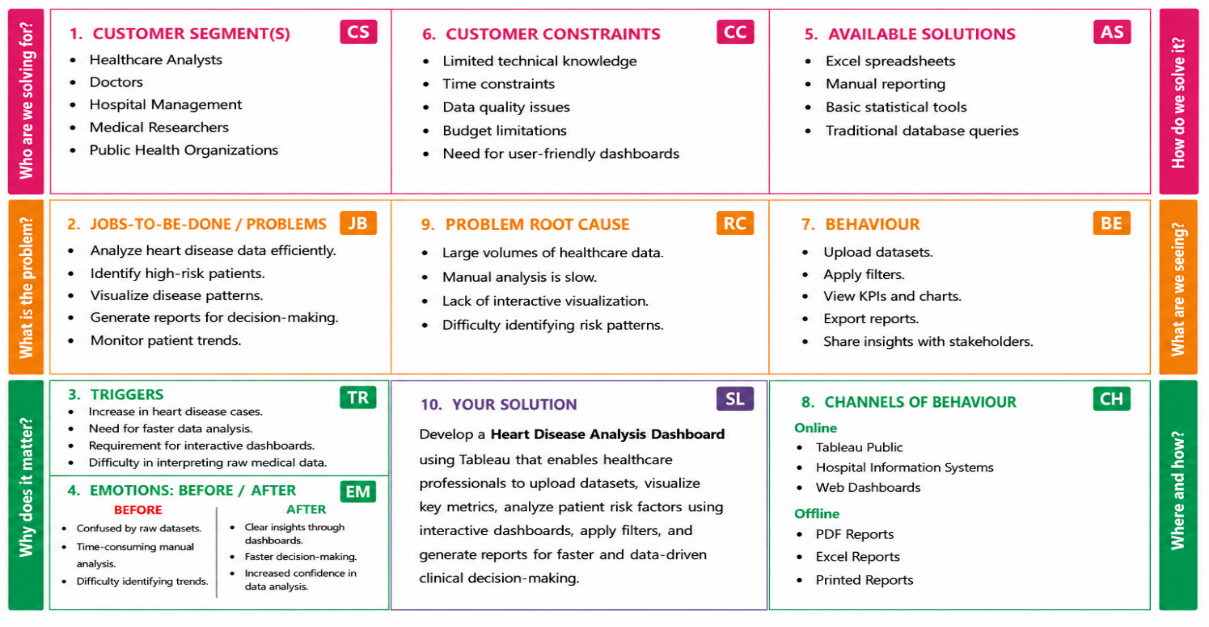 Who are we solving for?
1. CUSTOMER SEGMENT(S)
CS
• Healthcare Analysts
• Doctors
• Hospital Management
• Medical Researchers
• Public Health Organizations
6. CUSTOMER CONSTRAINTS
CC
• Limited technical knowledge
• Time constraints
• Data quality issues
• Budget limitations
• Need for user-friendly dashboards
5. AVAILABLE SOLUTIONS
AS
• Excel spreadsheets
• Manual reporting
• Basic statistical tools
• Traditional database queries
How do we solve it?
What is the problem?
2. JOBS-TO-BE-DONE / PROBLEMS
JB
• Analyze heart disease data efficiently.
• Identify high-risk patients.
• Visualize disease patterns.
• Generate reports for decision-making.
• Monitor patient trends.
9. PROBLEM ROOT CAUSE
RC
• Large volumes of healthcare data.
• Manual analysis is slow.
• Lack of interactive visualization.
• Difficulty identifying risk patterns.
7. BEHAVIOUR
BE
• Upload datasets.
• Apply filters.
• View KPIs and charts.
• Export reports.
• Share insights with stakeholders.
What are we seeing?
Why does it matter?
3. TRIGGERS
TR
• Increase in heart disease cases.
• Need for faster data analysis.
• Requirement for interactive dashboards.
• Difficulty in interpreting raw medical data.
4. EMOTIONS: BEFORE / AFTER
EM
BEFORE
• Confused by raw datasets.
• Time-consuming manual
analysis.
• Difficulty identifying trends.
AFTER
• Clear insights through
dashboards.
• Faster decision-making.
• Increased confidence in
data analysis.
10. YOUR SOLUTION
SL
Develop a Heart Disease Analysis Dashboard
using Tableau that enables healthcare
professionals to upload datasets, visualize
key metrics, analyze patient risk factors using
interactive dashboards, apply filters, and
generate reports for faster and data-driven
clinical decision-making.
8. CHANNELS OF BEHAVIOUR
CH
Online
• Tableau Public
• Hospital Information Systems
• Web Dashboards
Offline
• PDF Reports
• Excel Reports
• Printed Reports
Where and how?